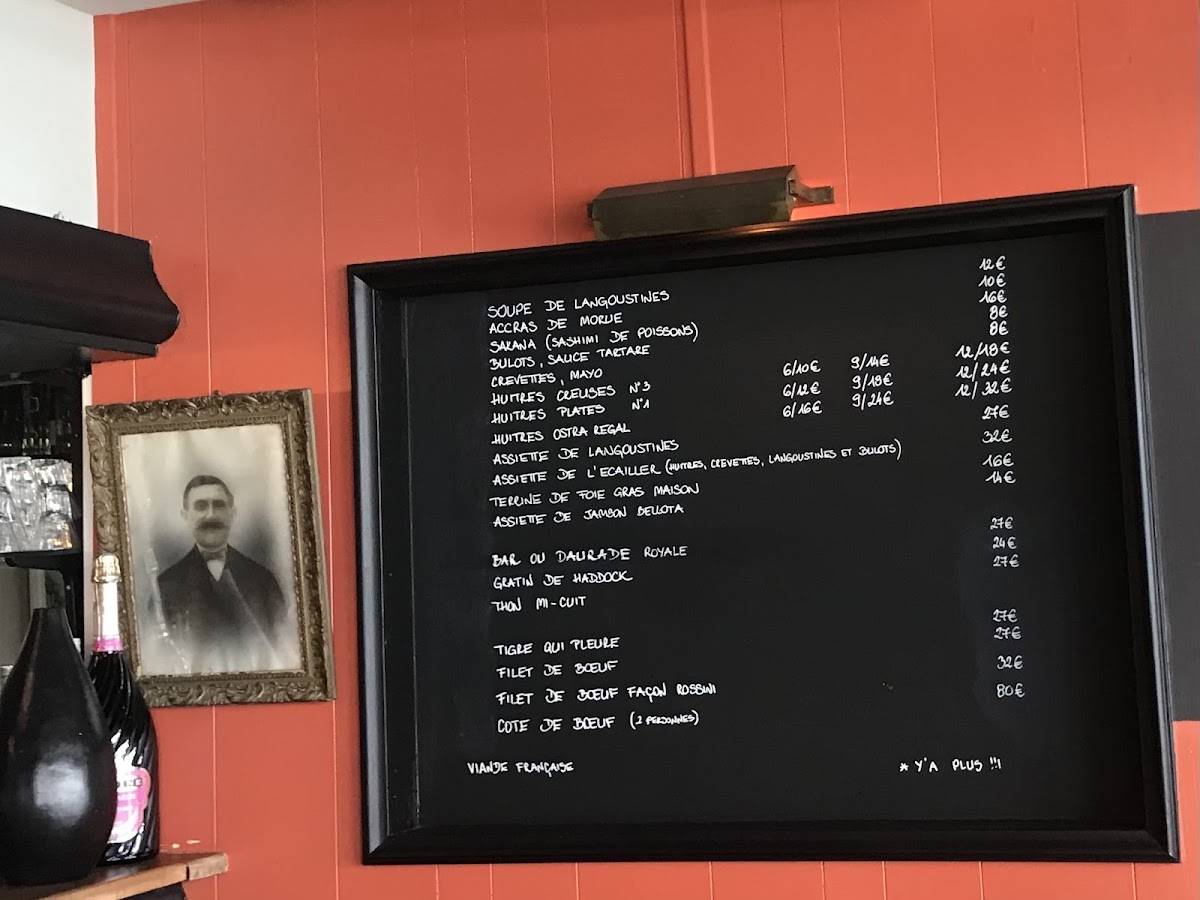 SOUPE DE LANGOUSTINES 12€
ACCRAS DE MORUE 10€
SAKANA (SASHIMI DE POISSONS) 16€
BULOTS, SAUCE TARTARE 8€
CREVETTES, MAYO 8€
HUITRES CREUSES N°3 6/10€ 9/14€ 12/18€
HUITRES PLATES N°1 6/12€ 9/18€ 12/24€
HUITRES OSTRA REGAL 6/16€ 9/24€ 12/32€
ASSIETTE DE LANGOUSTINES 27€
ASSIETTE DE L'ECAILLER (HUITRES, CREVETTES, LANGOUSTINES ET BULOTS) 32€
TERRINE DE FOIE GRAS MAISON 16€
ASSIETTE DE JAMBON BELLOTA 14€
BAR OU DAURADE ROYALE 27€
GRATIN DE HADDOCK 24€
THON MI-CUIT 27€
TIGRE QUI PLEURE 27€
FILET DE BŒUF 27€
FILET DE BŒUF FAÇON ROSSINI 32€
COTE DE BŒUF (2 PERSONNES) 80€
VIANDE FRANÇAISE * Y'A PLUS !!!